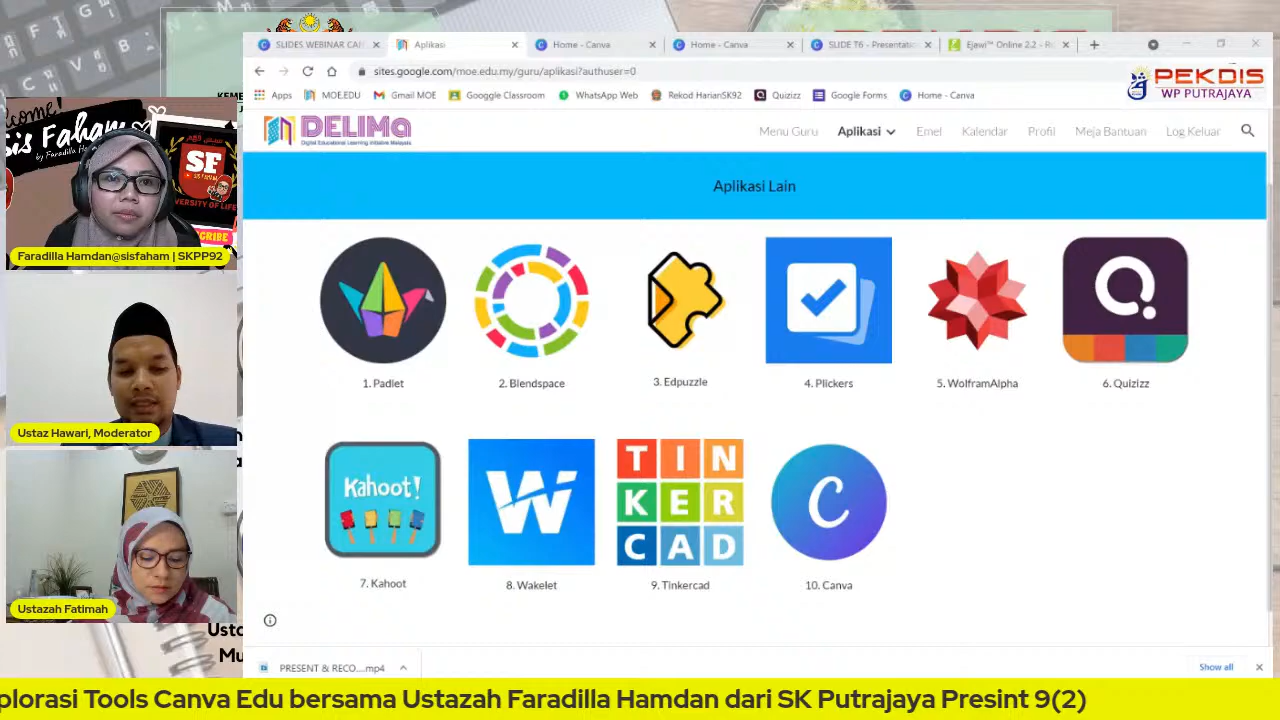 SLIDES WEBINAR CAN
Aplikasi
Home - Canva
Home - Canva
SLIDE T6 - Presentatio
Ejawi™ Online 2.2 - R
sites.google.com/moe.edu.my/guru/aplikasi?authuser=0
Apps
MOE.EDU
Gmail MOE
Googgle Classroom
WhatsApp Web
Rekod HarianSK92
Quizizz
Google Forms
Home - Canva
PEKDIS
WP PUTRAJAYA
DELIMa
Digital Educational Learning Initiative Malaysia
Menu Guru
Aplikasi
Emel
Kalendar
Profil
Meja Bantuan
Log Keluar
Aplikasi Lain
1. Padlet
2. Blendspace
3. Edpuzzle
4. Plickers
5. WolframAlpha
6. Quizizz
Kahoot!
W
TIN
KER
CAD
C
7. Kahoot
8. Wakelet
9. Tinkercad
10. Canva
PRESENT & RECO....mp4
Show all
SF
Faradilla Hamdan@sisfaham | SKPP92
Ustaz Hawari, Moderator
Ustazah Fatimah
plorasi Tools Canva Edu bersama Ustazah Faradilla Hamdan dari SK Putrajaya Presint 9(2)